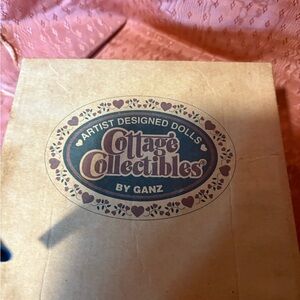 ARTIST DESIGNED DOLLS
Cottage
Collectibles®
BY GANZ